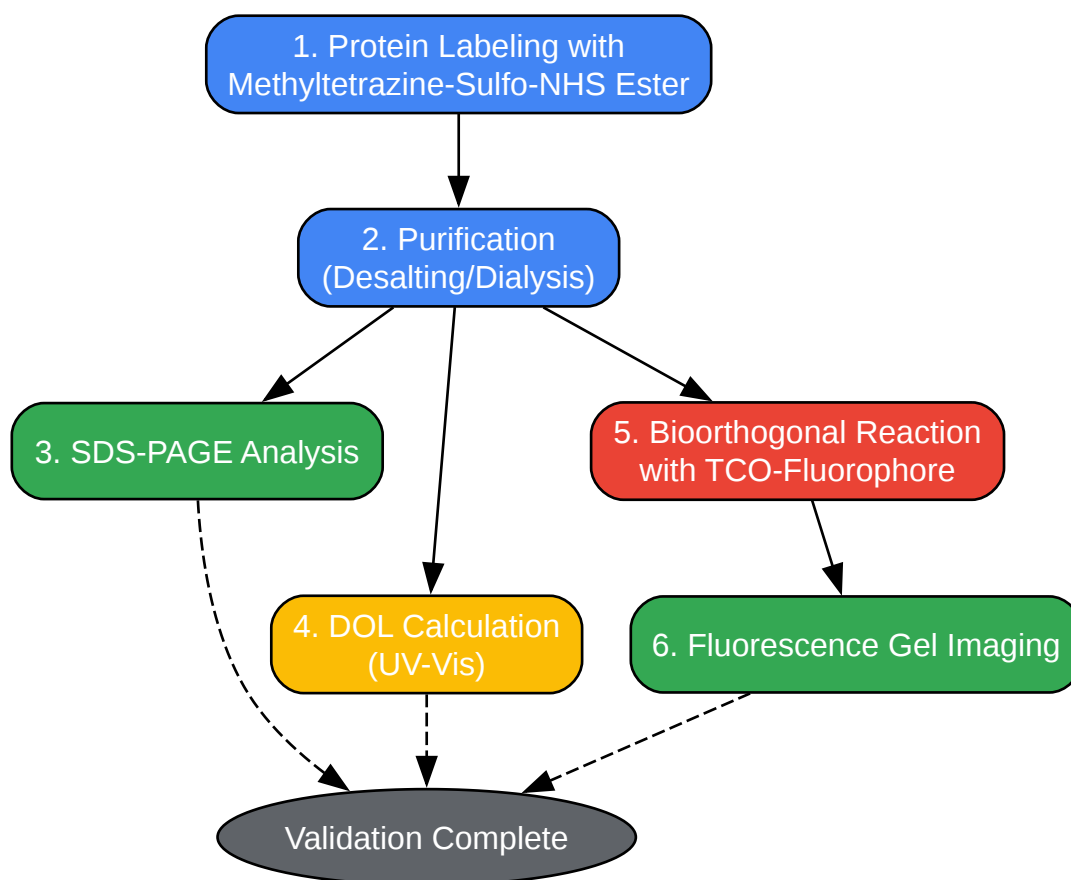 1. Protein Labeling with
Methyltetrazine-Sulfo-NHS Ester
2. Purification
(Desalting/Dialysis)
3. SDS-PAGE Analysis
5. Bioorthogonal Reaction
with TCO-Fluorophore
4. DOL Calculation
(UV-Vis)
6. Fluorescence Gel Imaging
Validation Complete